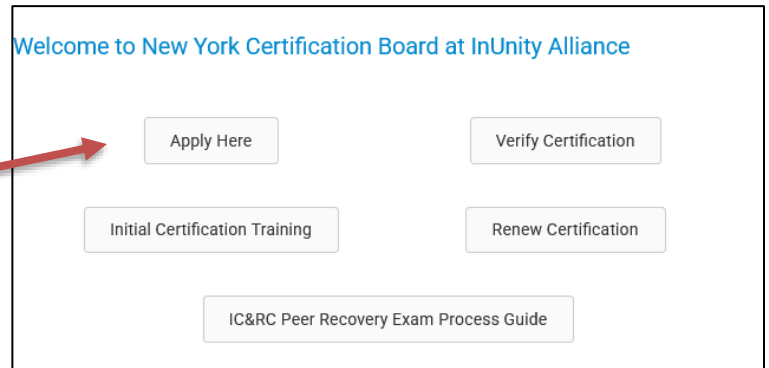 Welcome to New York Certification Board at InUnity Alliance
Apply Here
Verify Certification
Initial Certification Training
Renew Certification
IC&RC Peer Recovery Exam Process Guide